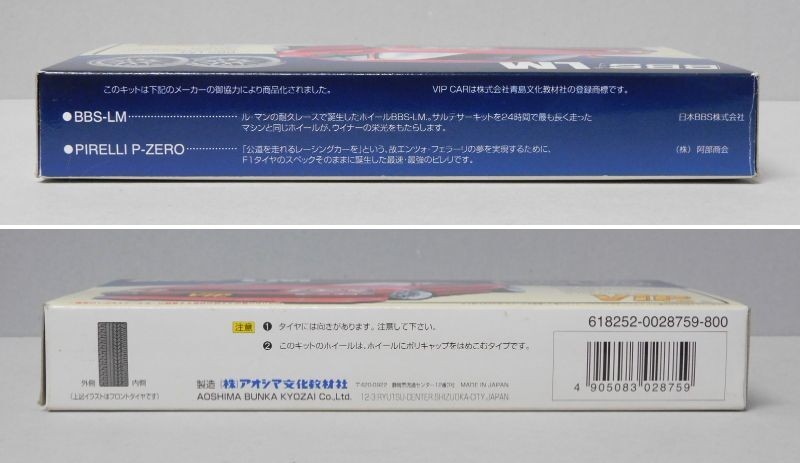 BBS LM
このキットは下記のメーカーの御協力により商品化されました。
VIP CARは株式会社青島文化教材社の登録商標です。
●BBS-LM
ル・マンの耐久レースで誕生したホイールBBS-LM。サルテサーキットを24時間で最も長く走った
マシンと同じホイールが、ウイナーの栄光をもたらします。
日本BBS株式会社
●PIRELLI P-ZERO
「公道を走れるレーシングカーを」という、故エンツォ・フェラーリの夢を実現するために、
F1タイヤのスペックそのままに誕生した最速・最強のピレリです。
(株) 阿部商会
注意
❶ タイヤには向きがあります。注意して下さい。
❷ このキットのホイールは、ホイールにポリキャップをはめこむタイプです。
618252-0028759-800
外側
内側
(上記イラストはフロントタイヤです)
製造 (株)アオシマ文化教材社
〒420-0922 静岡市流通センター12番3号 MADE IN JAPAN
AOSHIMA BUNKA KYOZAI Co.,Ltd.
12-3 RYUTSU-CENTER, SHIZUOKA-CITY, JAPAN
4 905083 028759